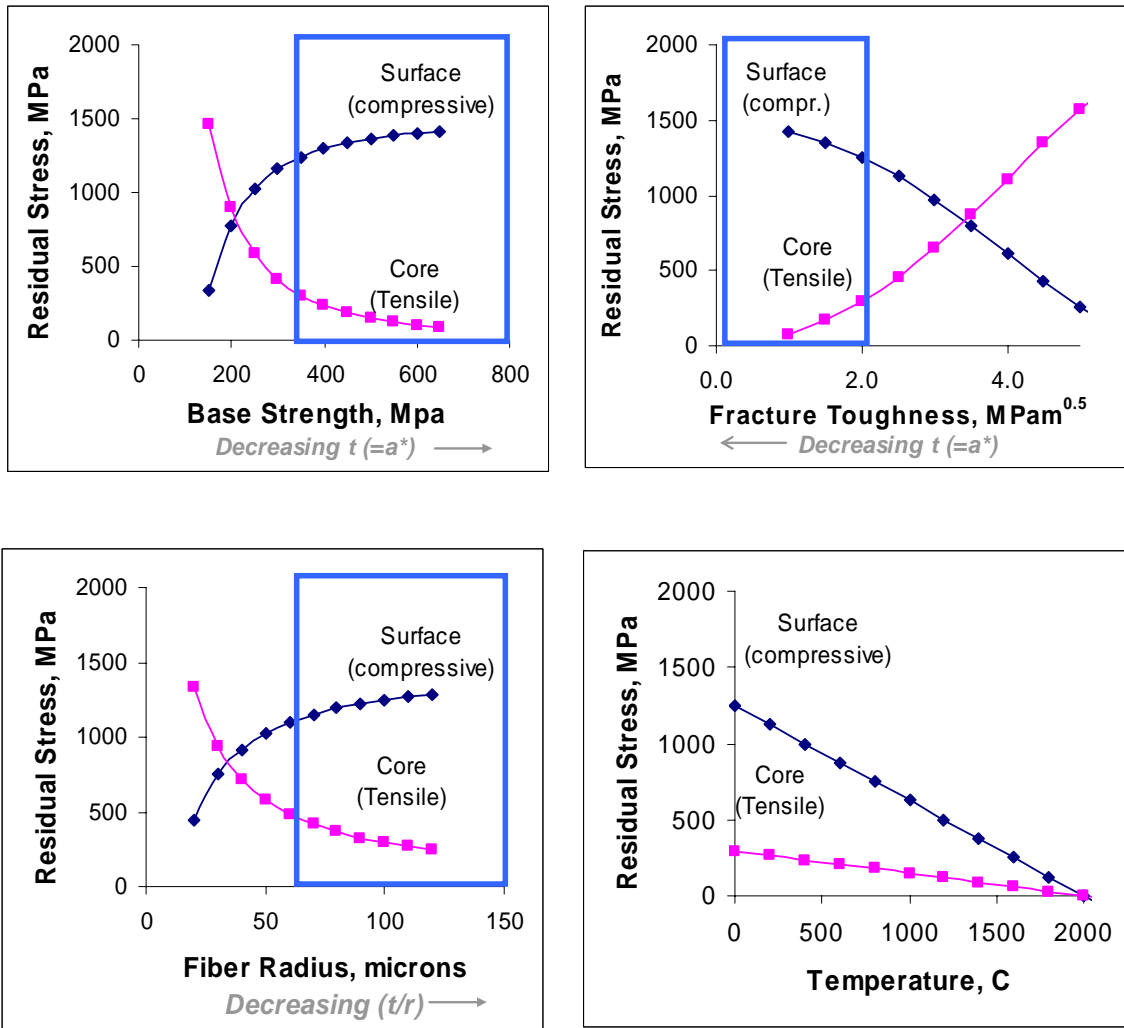 2000
1500
1000
500
0
Residual Stress, MPa
Surface
(compressive)
Core
(Tensile)
0 200 400 600 800
Base Strength, Mpa
Decreasing t (=a*)
2000
1500
1000
500
0
Residual Stress, MPa
Surface
(compr.)
Core
(Tensile)
0.0 2.0 4.0
Fracture Toughness, MPam^0.5
Decreasing t (=a*)
2000
1500
1000
500
0
Residual Stress, MPa
Surface
(compressive)
Core
(Tensile)
0 50 100 150
Fiber Radius, microns
Decreasing (t/r)
2000
1500
1000
500
0
Residual Stress, MPa
Surface
(compressive)
Core
(Tensile)
0 500 1000 1500 2000
Temperature, C